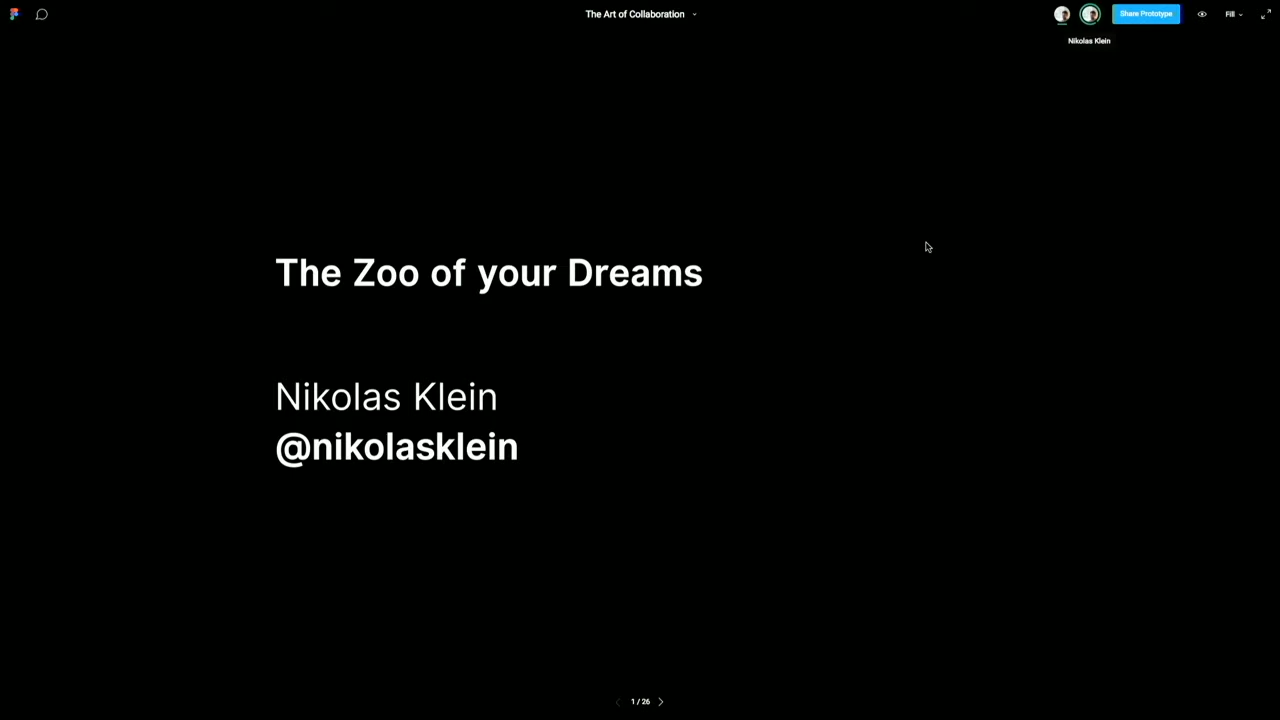 The Art of Collaboration
Share Prototype
Fill
Nikolas Klein
The Zoo of your Dreams
Nikolas Klein
@nikolasklein
1 / 26